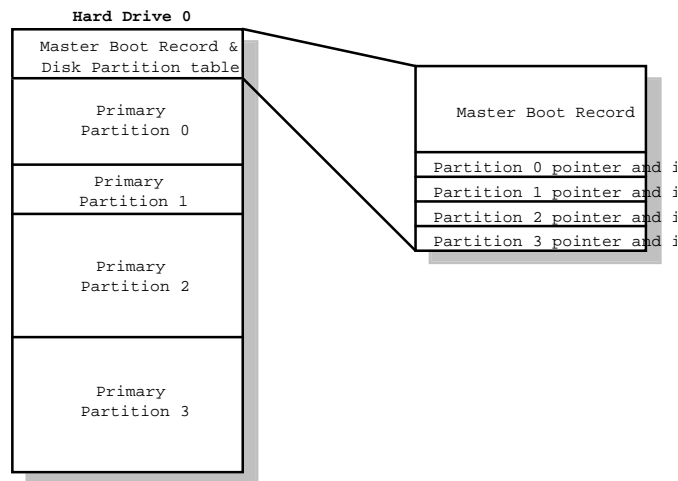 Hard Drive 0
Master Boot Record &
Disk Partition table
Primary
Partition 0
Primary
Partition 1
Primary
Partition 2
Primary
Partition 3
Master Boot Record
Partition 0 pointer and i
Partition 1 pointer and i
Partition 2 pointer and i
Partition 3 pointer and i